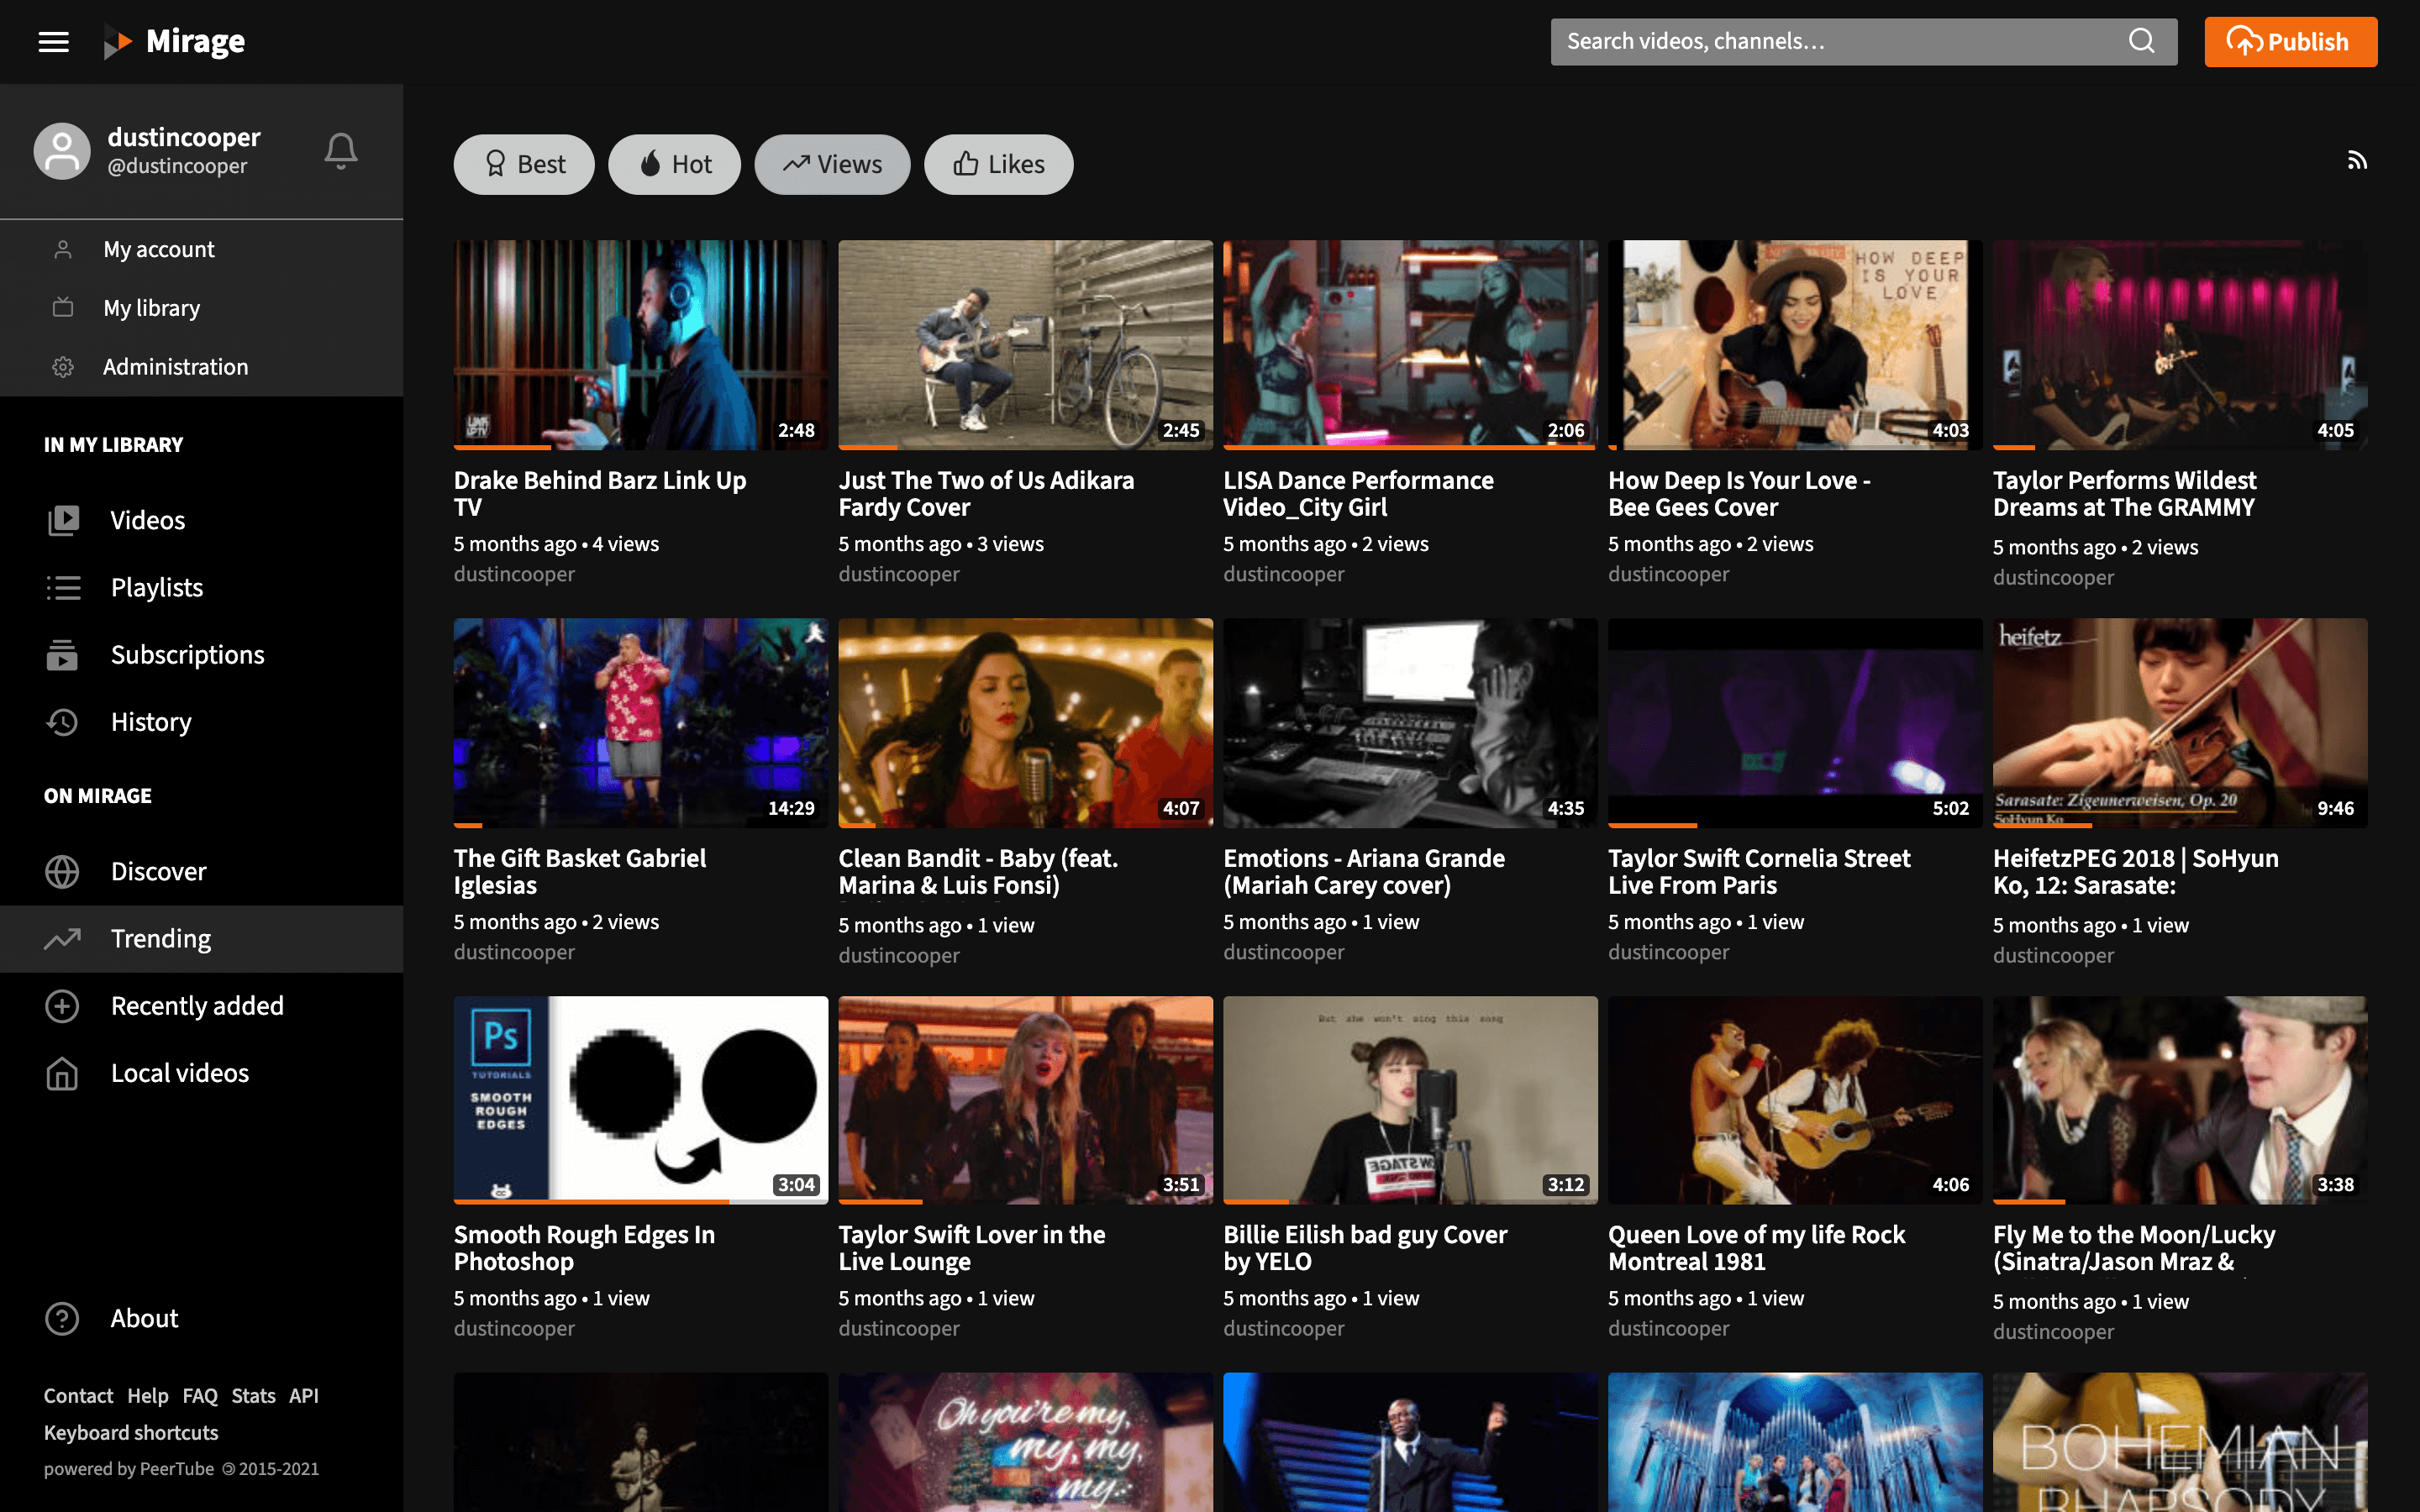 Mirage
Search videos, channels...
Publish
dustincooper
@dustincooper
My account
My library
Administration
IN MY LIBRARY
Videos
Playlists
Subscriptions
History
ON MIRAGE
Discover
Trending
Recently added
Local videos
About
Contact Help FAQ Stats API
Keyboard shortcuts
powered by PeerTube 2015-2021
Best
Hot
Views
Likes
LINK
UPTV
2:48
Drake Behind Barz Link Up
TV
5 months ago • 4 views
dustincooper
2:45
Just The Two of Us Adikara
Fardy Cover
5 months ago • 3 views
dustincooper
2:06
LISA Dance Performance
Video_City Girl
5 months ago • 2 views
dustincooper
HOW DEEP
IS YOUR
LOVE
4:03
How Deep Is Your Love -
Bee Gees Cover
5 months ago • 2 views
dustincooper
4:05
Taylor Performs Wildest
Dreams at The GRAMMY
5 months ago • 2 views
dustincooper
14:29
The Gift Basket Gabriel
Iglesias
5 months ago • 2 views
dustincooper
4:07
Clean Bandit - Baby (feat.
Marina & Luis Fonsi)
5 months ago • 1 view
dustincooper
4:35
Emotions - Ariana Grande
(Mariah Carey cover)
5 months ago • 1 view
dustincooper
5:02
Taylor Swift Cornelia Street
Live From Paris
5 months ago • 1 view
dustincooper
heifetz
Sarasate: Zigeunerweisen, Op. 20
SoHyun Ko
9:46
HeifetzPEG 2018 | SoHyun
Ko, 12: Sarasate:
5 months ago • 1 view
dustincooper
Ps
TUTORIALS
SMOOTH
ROUGH
EDGES
3:04
Smooth Rough Edges In
Photoshop
5 months ago • 1 view
dustincooper
3:51
Taylor Swift Lover in the
Live Lounge
5 months ago • 1 view
dustincooper
But she won't sing this song
3:12
Billie Eilish bad guy Cover
by YELO
5 months ago • 1 view
dustincooper
4:06
Queen Love of my life Rock
Montreal 1981
5 months ago • 1 view
dustincooper
3:38
Fly Me to the Moon/Lucky
(Sinatra/Jason Mraz &
5 months ago • 1 view
dustincooper
Oh you're my,
my, my,
my..
BOHEMIAN
RHAPSODY